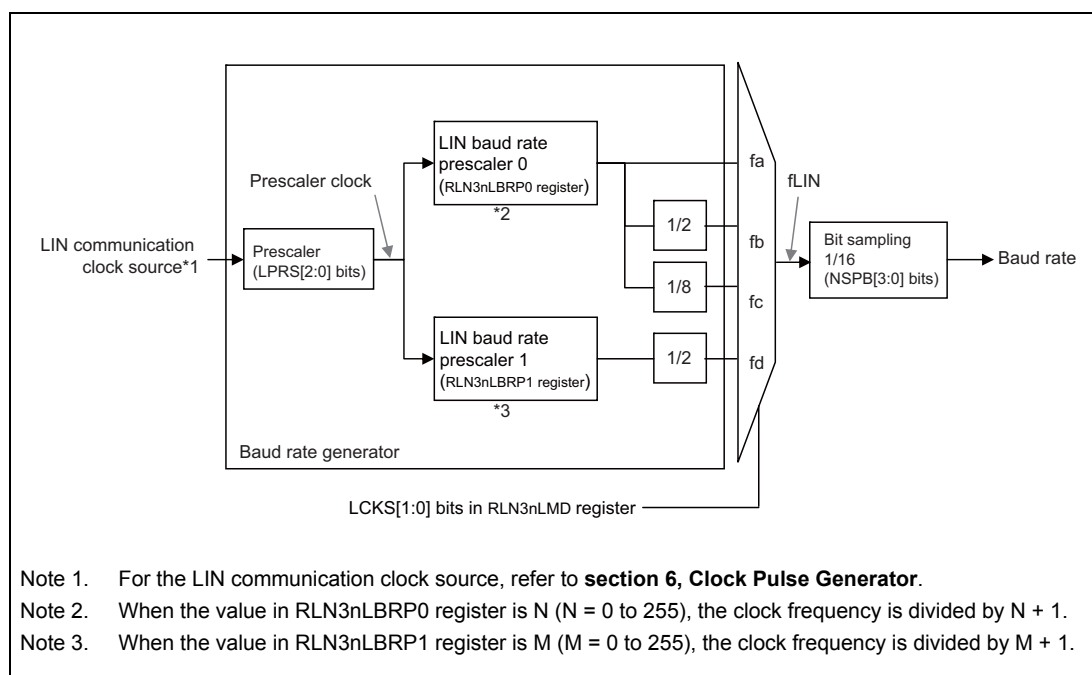 LIN communication
clock source*1
Prescaler
(LPRS[2:0] bits)
Prescaler clock
LIN baud rate
prescaler 0
(RLN3nLBRP0 register)
*2
LIN baud rate
prescaler 1
(RLN3nLBRP1 register)
*3
1/2
1/8
1/2
fa
fb
fc
fd
fLIN
Bit sampling
1/16
(NSPB[3:0] bits)
Baud rate
Baud rate generator
LCKS[1:0] bits in RLN3nLMD register
Note 1. For the LIN communication clock source, refer to section 6, Clock Pulse Generator.
Note 2. When the value in RLN3nLBRP0 register is N (N = 0 to 255), the clock frequency is divided by N + 1.
Note 3. When the value in RLN3nLBRP1 register is M (M = 0 to 255), the clock frequency is divided by M + 1.